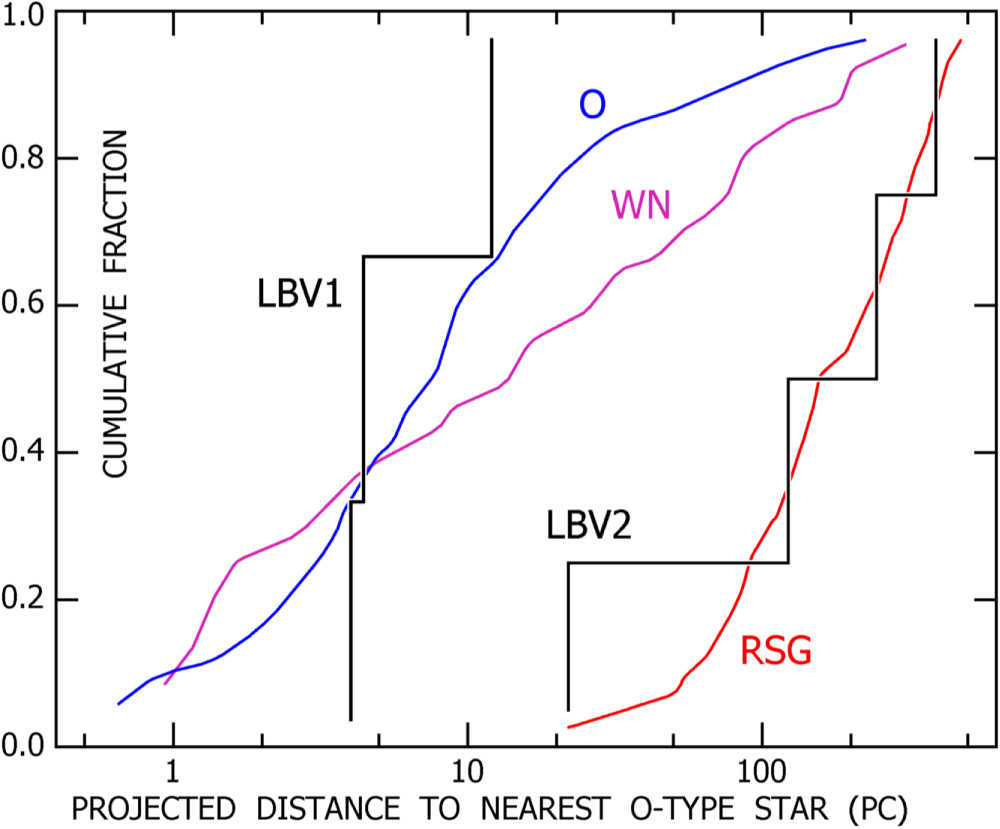 1.0
0.8
0.6
0.4
0.2
0.0
CUMULATIVE FRACTION
O
WN
LBV1
LBV2
RSG
1 10 100
PROJECTED DISTANCE TO NEAREST O-TYPE STAR (PC)